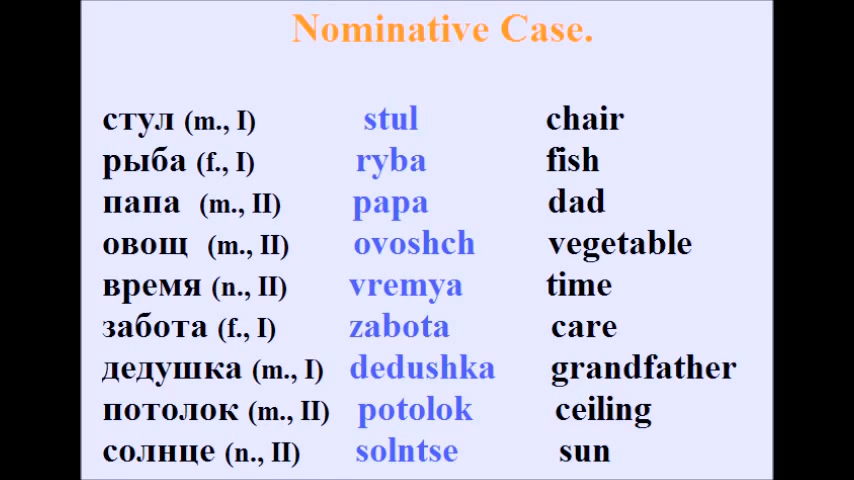 Nominative Case.
стул (m., I) stul chair
рыба (f., I) ryba fish
папа (m., II) papa dad
овощ (m., II) ovoshch vegetable
время (n., II) vremya time
забота (f., I) zabota care
дедушка (m., I) dedushka grandfather
потолок (m., II) potolok ceiling
солнце (n., II) solntse sun